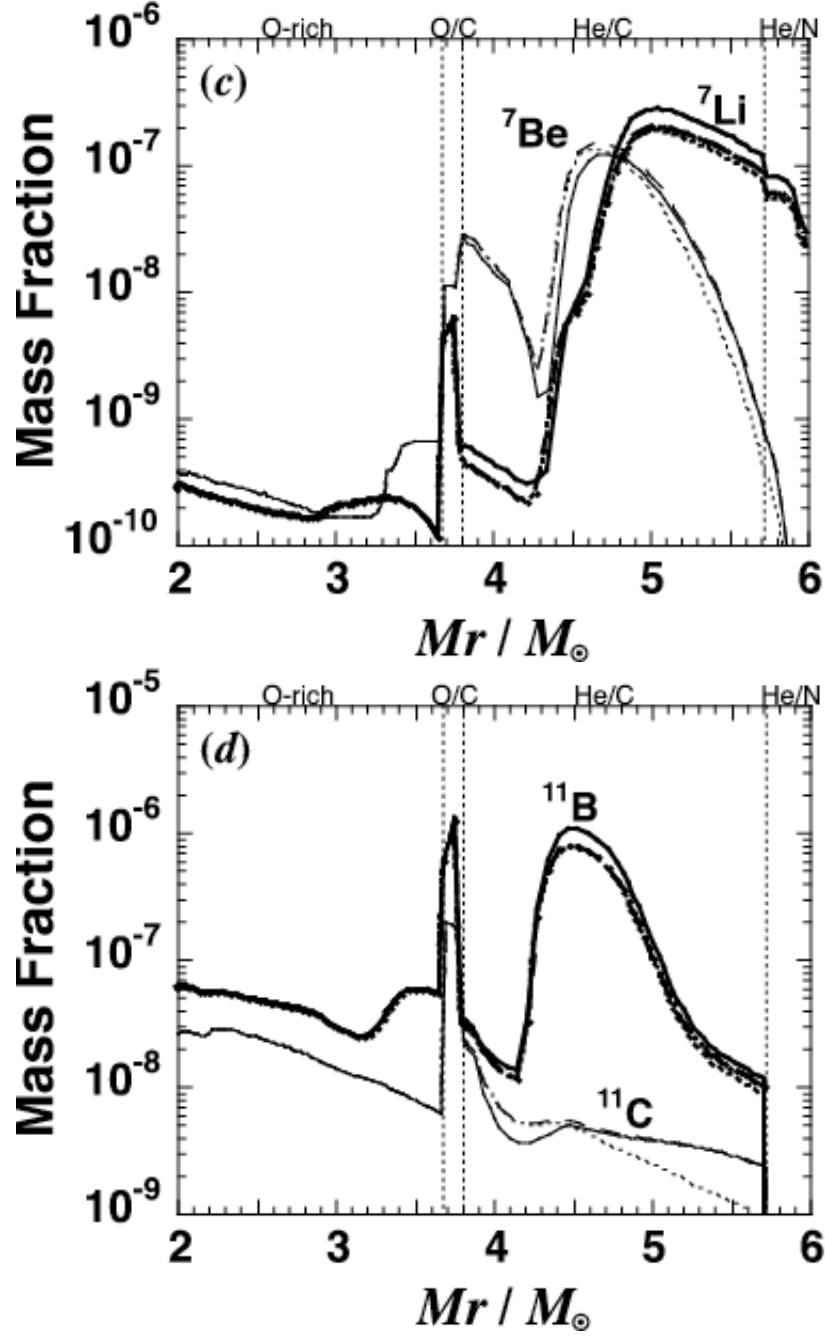 O-rich O/C He/C He/N
10⁻⁶
(c)
⁷Li
⁷Be
10⁻⁷
10⁻⁸
10⁻⁹
10⁻¹⁰
Mass Fraction
2 3 4 5 6
Mr / M☉
O-rich O/C He/C He/N
10⁻⁵
(d)
¹¹B
10⁻⁶
10⁻⁷
10⁻⁸
¹¹C
10⁻⁹
Mass Fraction
2 3 4 5 6
Mr / M☉